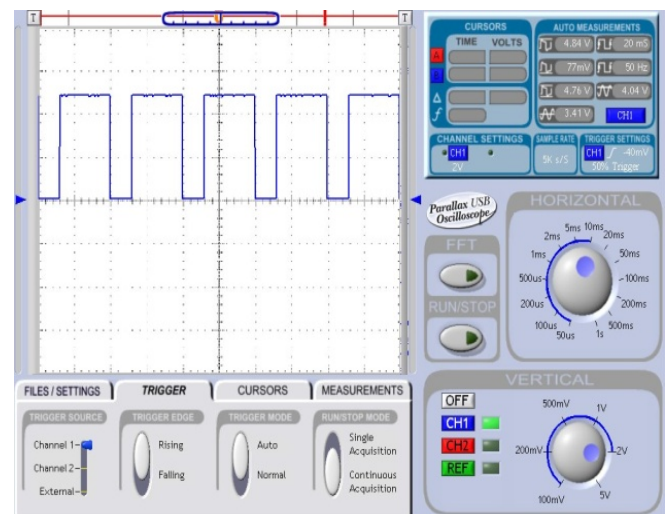 T T
CURSORS
TIME VOLTS
A
B
Δ
f
AUTO MEASUREMENTS
4.84 V 20 mS
77mV 50 Hz
4.76 V 4.04 V
3.41 V CH1
CHANNEL SETTINGS
CH1
2V
SAMPLE RATE
5K s/S
TRIGGER SETTINGS
CH1 -40mV
50% Trigger
Parallax USB
Oscilloscope
FFT
RUN/STOP
HORIZONTAL
5ms 10ms
2ms 20ms
1ms 50ms
500us 100ms
200us 200ms
100us 500ms
50us 1s
FILES / SETTINGS TRIGGER CURSORS MEASUREMENTS
TRIGGER SOURCE TRIGGER EDGE TRIGGER MODE RUN/STOP MODE
Channel 1
Channel 2
External
Rising
Falling
Auto
Normal
Single
Acquisition
Continuous
Acquisition
VERTICAL
OFF
CH1
CH2
REF
500mV 1V
200mV 2V
100mV 5V